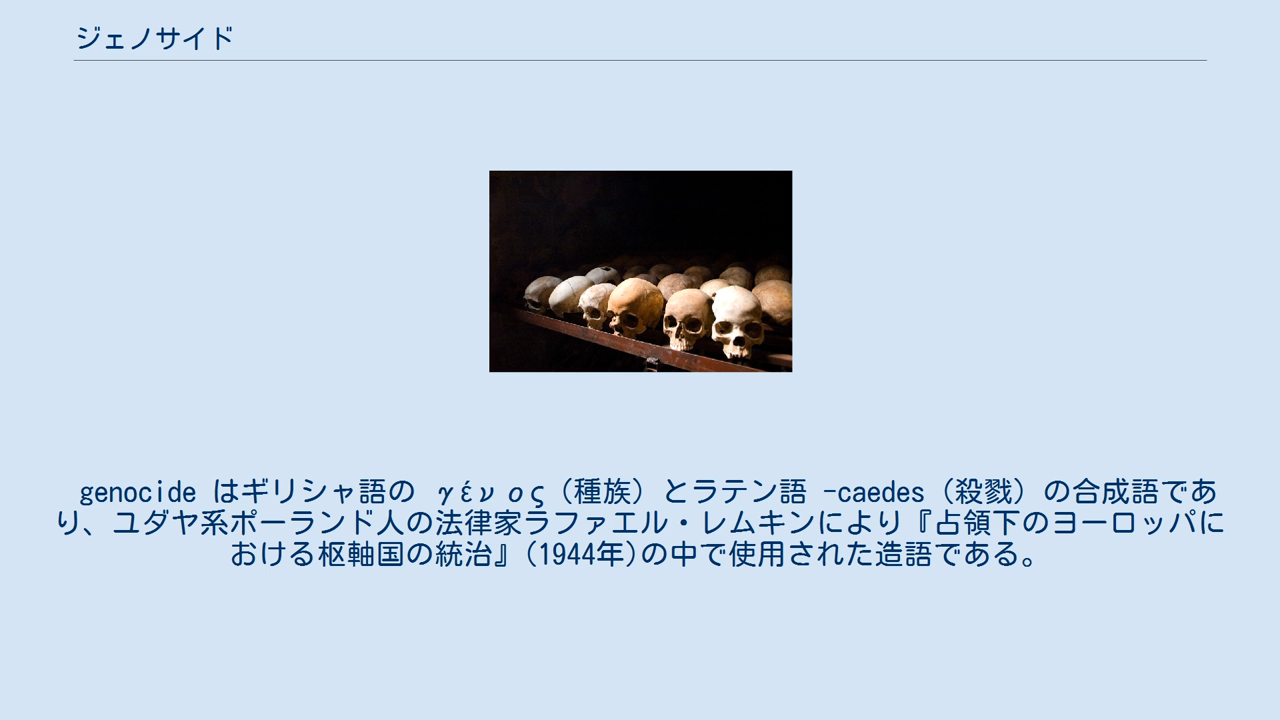 ジェノサイド
genocide はギリシャ語の γένος（種族）とラテン語 -caedes（殺戮）の合成語であ
り、ユダヤ系ポーランド人の法律家ラファエル・レムキンにより『占領下のヨーロッパに
おける枢軸国の統治』(1944年)の中で使用された造語である。